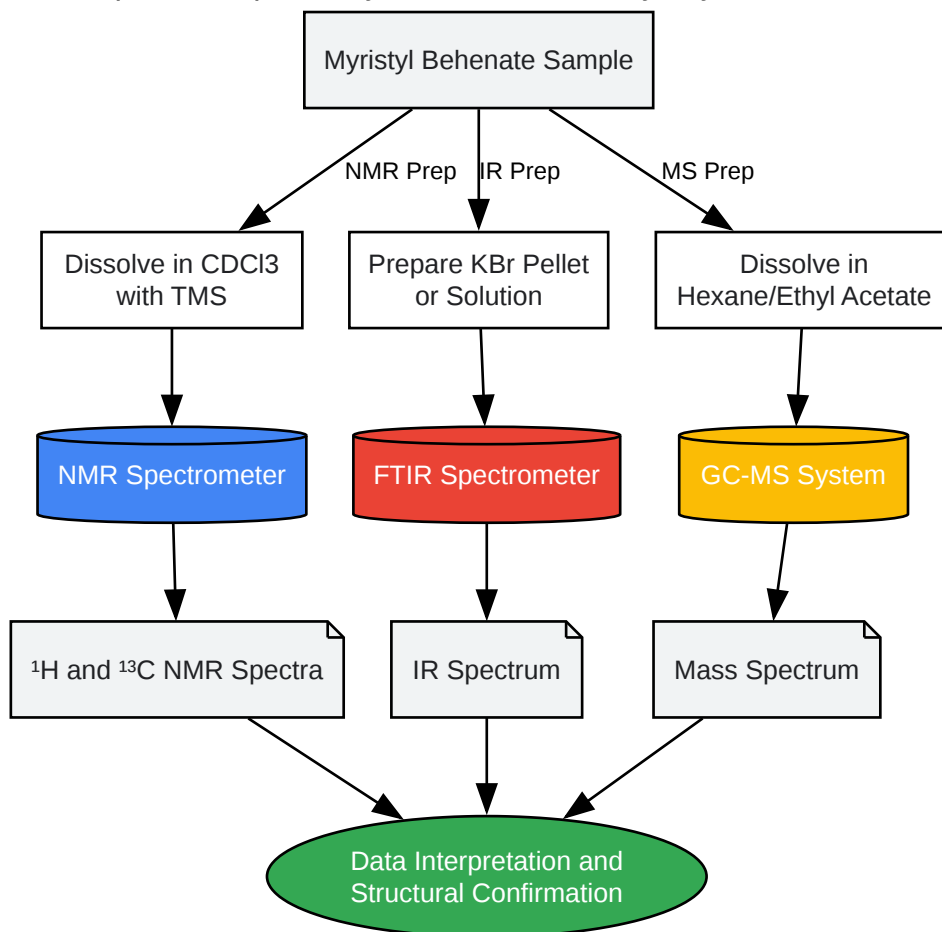 Myristyl Behenate Sample
NMR Prep
IR Prep
MS Prep
Dissolve in CDCl3
with TMS
Prepare KBr Pellet
or Solution
Dissolve in
Hexane/Ethyl Acetate
NMR Spectrometer
FTIR Spectrometer
GC-MS System
¹H and ¹³C NMR Spectra
IR Spectrum
Mass Spectrum
Data Interpretation and
Structural Confirmation